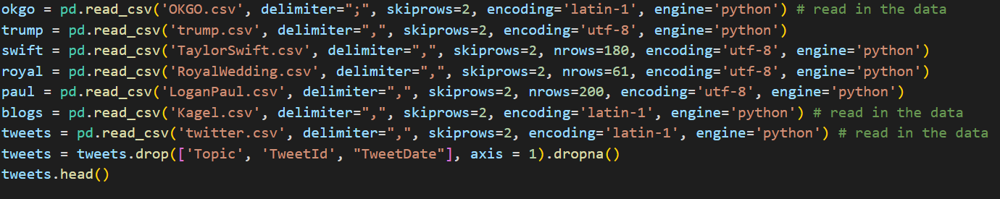 okgo = pd.read_csv('OKGO.csv', delimiter=";", skiprows=2, encoding='latin-1', engine='python') # read in the data
trump = pd.read_csv('trump.csv', delimiter=",", skiprows=2, encoding='utf-8', engine='python')
swift = pd.read_csv('TaylorSwift.csv', delimiter=",", skiprows=2, nrows=180, encoding='utf-8', engine='python')
royal = pd.read_csv('RoyalWedding.csv', delimiter=",", skiprows=2, nrows=61, encoding='utf-8', engine='python')
paul = pd.read_csv('LoganPaul.csv', delimiter=",", skiprows=2, nrows=200, encoding='utf-8', engine='python')
blogs = pd.read_csv('Kagel.csv', delimiter=",", skiprows=2, encoding='latin-1', engine='python') # read in the data
tweets = pd.read_csv('twitter.csv', delimiter=",", skiprows=2, encoding='latin-1', engine='python') # read in the data
tweets = tweets.drop(['Topic', 'TweetId', "TweetDate"], axis = 1).dropna()
tweets.head()